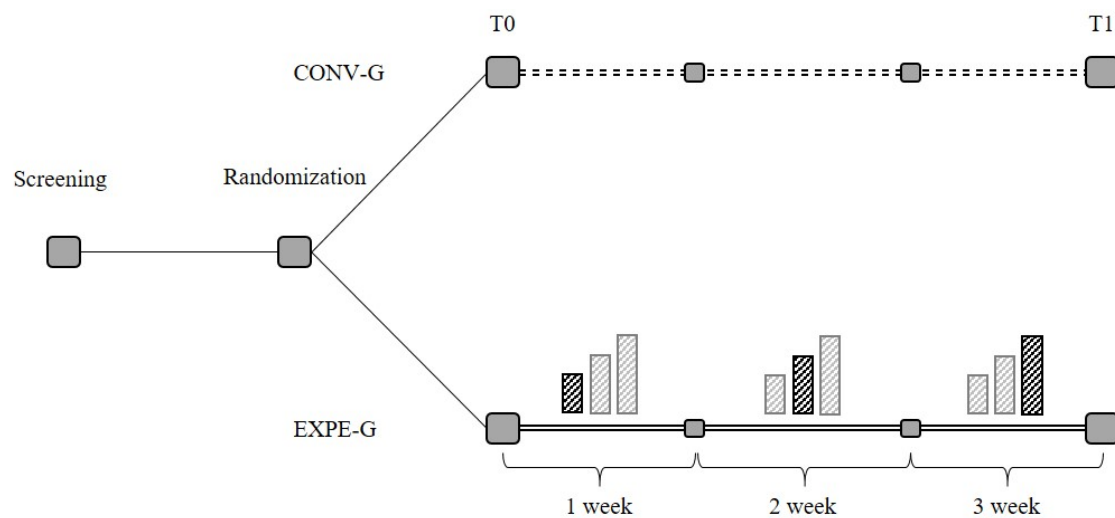 T0
T1
CONV-G
Screening
Randomization
EXPE-G
1 week
2 week
3 week